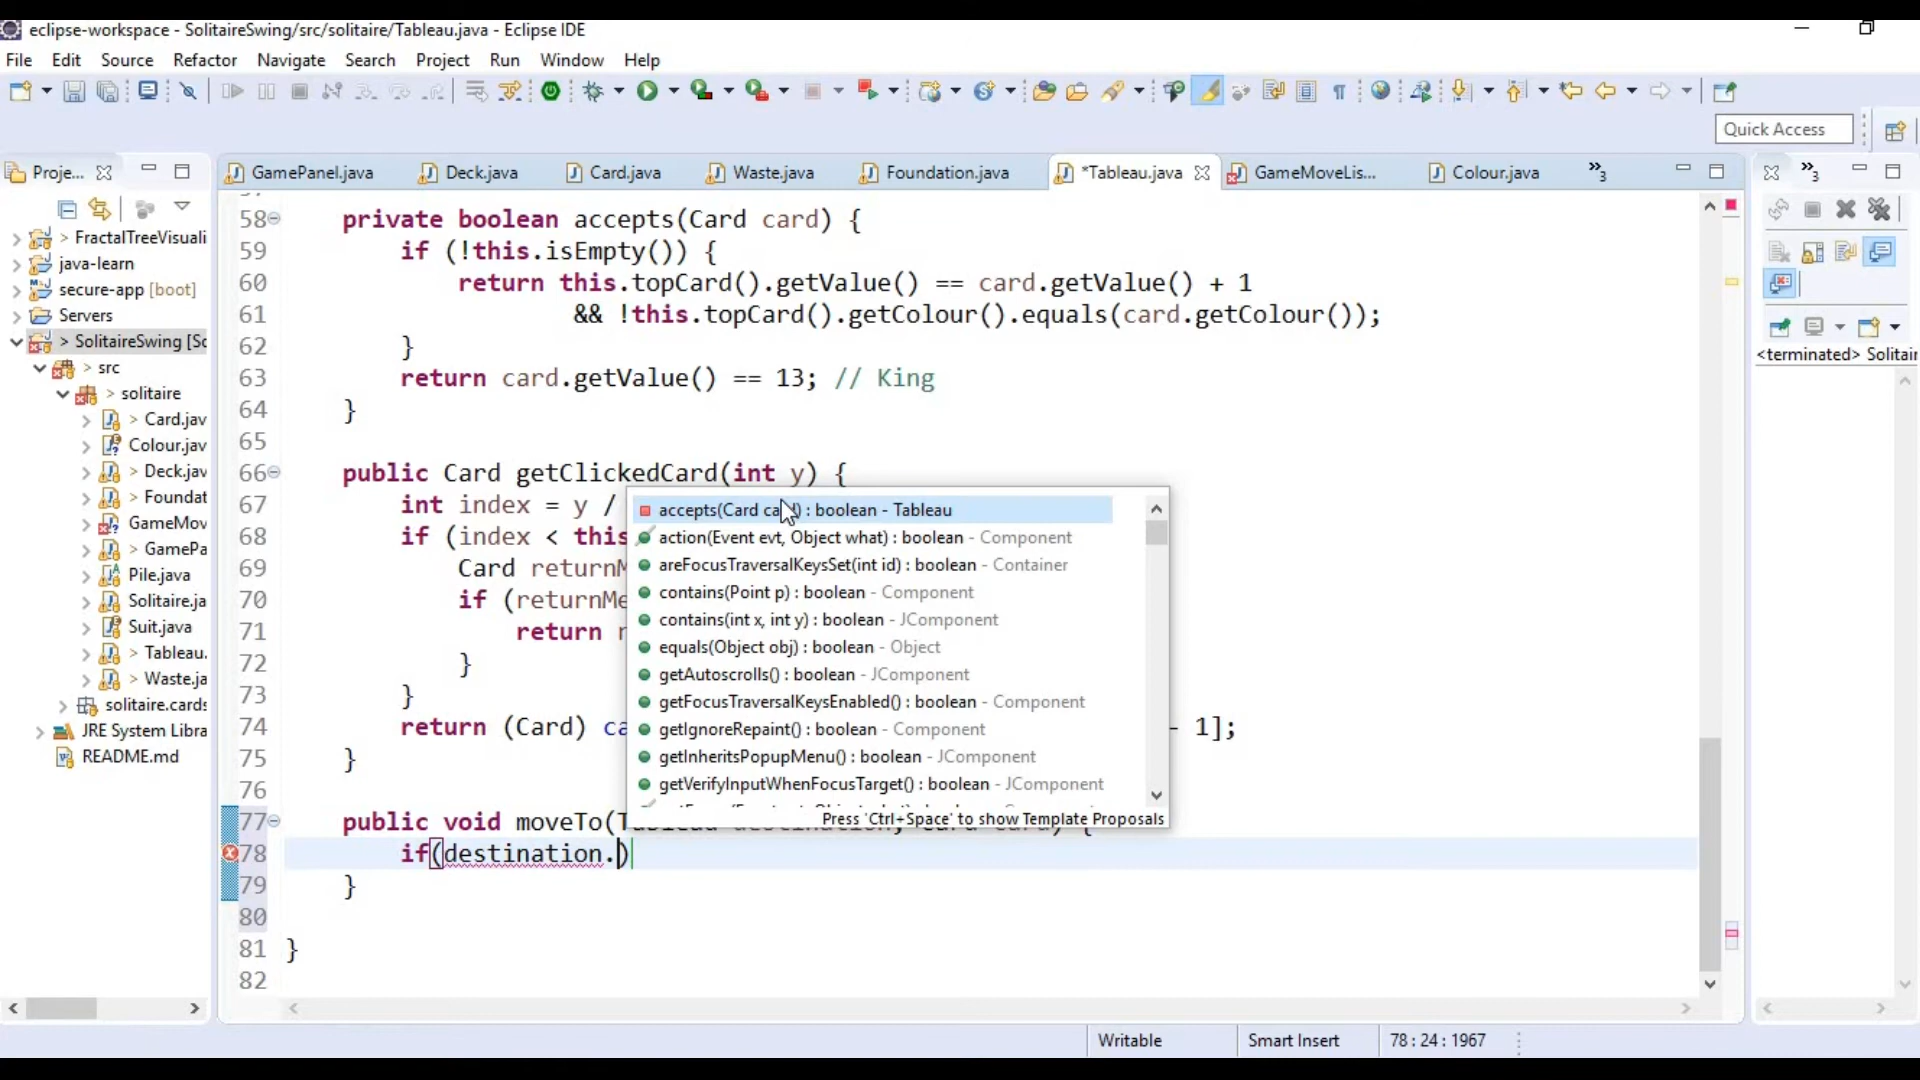 eclipse-workspace - SolitaireSwing/src/solitaire/Tableau.java - Eclipse IDE
File Edit Source Refactor Navigate Search Project Run Window Help
Quick Access
Proje...
GamePanel.java Deck.java Card.java Waste.java Foundation.java *Tableau.java GameMoveLis... Colour.java »3
> FractalTreeVisuali
java-learn
secure-app [boot]
Servers
> SolitaireSwing [So
> src
> solitaire
> Card.jav
Colour.jav
> Deck.jav
> Foundat
GameMov
> GamePa
Pile.java
Solitaire.ja
Suit.java
> Tableau.
> Waste.ja
solitaire.cards
JRE System Libra
README.md
58 private boolean accepts(Card card) {
59 if (!this.isEmpty()) {
60 return this.topCard().getValue() == card.getValue() + 1
61 && !this.topCard().getColour().equals(card.getColour());
62 }
63 return card.getValue() == 13; // King
64 }
65
66 public Card getClickedCard(int y) {
67 int index = y /
68 if (index < this
69 Card returnM
70 if (returnMe
71 return
72 }
73 }
74 return (Card) ca - 1];
75 }
76
77 public void moveTo(
78 if(destination.)
79 }
80
81 }
82
accepts(Card card) : boolean - Tableau
action(Event evt, Object what) : boolean - Component
areFocusTraversalKeysSet(int id) : boolean - Container
contains(Point p) : boolean - Component
contains(int x, int y) : boolean - JComponent
equals(Object obj) : boolean - Object
getAutoscrolls() : boolean - JComponent
getFocusTraversalKeysEnabled() : boolean - Component
getIgnoreRepaint() : boolean - Component
getInheritsPopupMenu() : boolean - JComponent
getVerifyInputWhenFocusTarget() : boolean - JComponent
Press 'Ctrl+Space' to show Template Proposals
<terminated> Solitair
Writable Smart Insert 78 : 24 : 1967